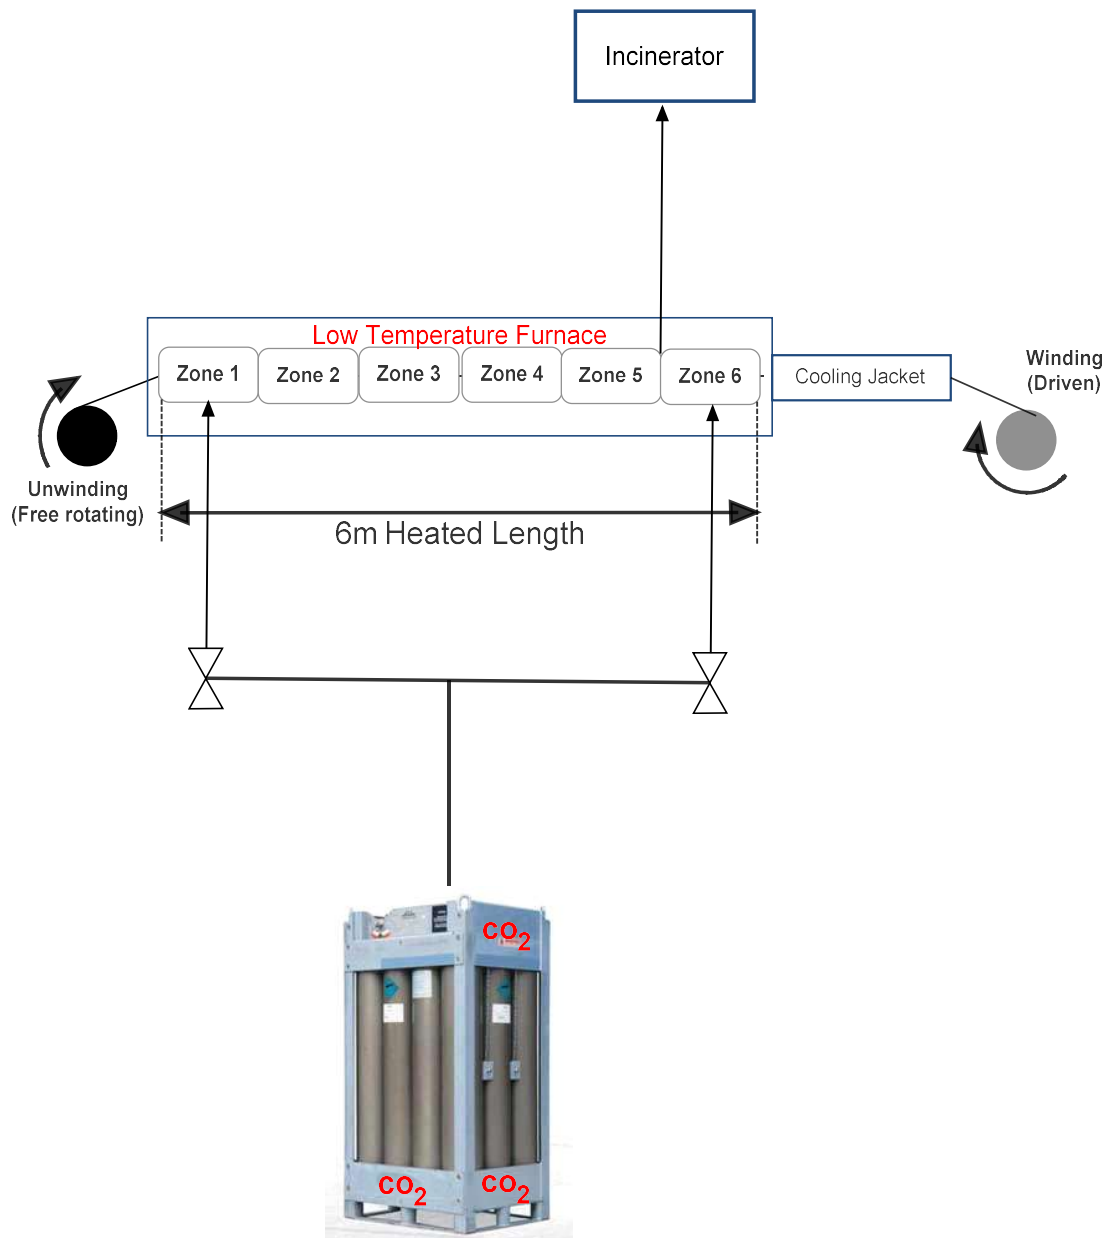 Incinerator
Low Temperature Furnace
Zone 1
Zone 2
Zone 3
Zone 4
Zone 5
Zone 6
Cooling Jacket
Winding
(Driven)
Unwinding
(Free rotating)
6m Heated Length
CO2
CO2
CO2